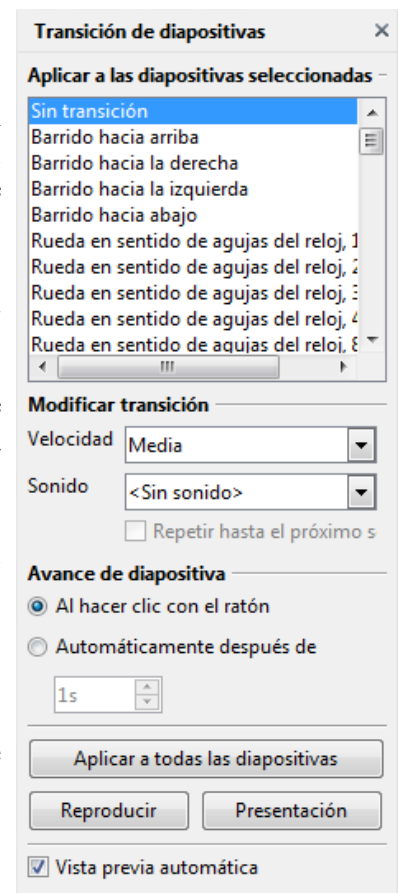 Transición de diapositivas
Aplicar a las diapositivas seleccionadas
Sin transición
Barrido hacia arriba
Barrido hacia la derecha
Barrido hacia la izquierda
Barrido hacia abajo
Rueda en sentido de agujas del reloj, 1
Rueda en sentido de agujas del reloj, 2
Rueda en sentido de agujas del reloj, 3
Rueda en sentido de agujas del reloj, 4
Rueda en sentido de agujas del reloj, 8
Modificar transición
Velocidad Media
Sonido <Sin sonido>
Repetir hasta el próximo s
Avance de diapositiva
Al hacer clic con el ratón
Automáticamente después de
1s
Aplicar a todas las diapositivas
Reproducir Presentación
Vista previa automática